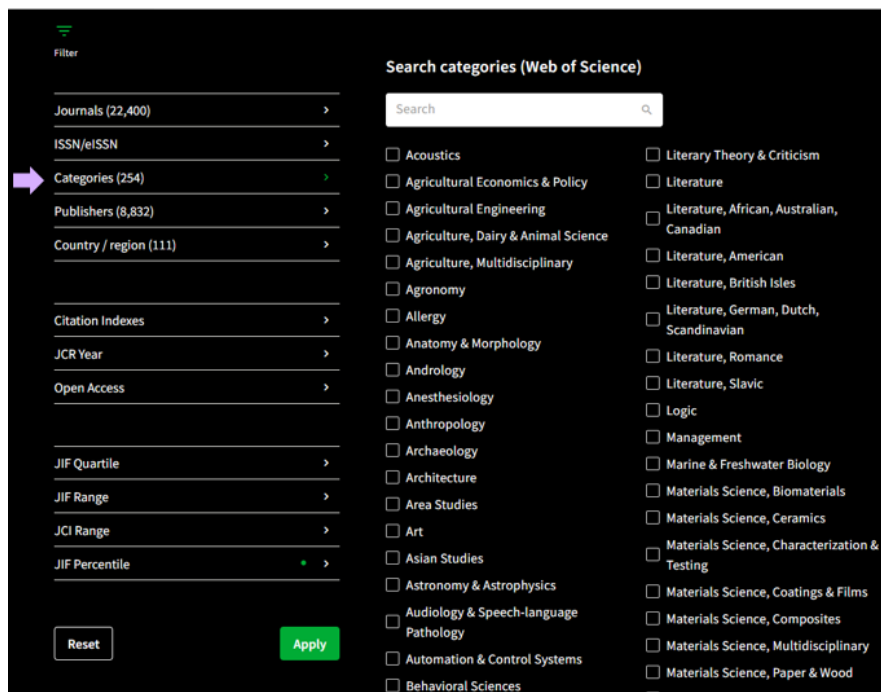 Filter
Journals (22,400)
ISSN/eISSN
Categories (254)
Publishers (8,832)
Country / region (111)
Citation Indexes
JCR Year
Open Access
JIF Quartile
JIF Range
JCI Range
JIF Percentile
Reset
Apply
Search categories (Web of Science)
Search
Acoustics
Agricultural Economics & Policy
Agricultural Engineering
Agriculture, Dairy & Animal Science
Agriculture, Multidisciplinary
Agronomy
Allergy
Anatomy & Morphology
Andrology
Anesthesiology
Anthropology
Archaeology
Architecture
Area Studies
Art
Asian Studies
Astronomy & Astrophysics
Audiology & Speech-language
Pathology
Automation & Control Systems
Behavioral Sciences
Literary Theory & Criticism
Literature
Literature, African, Australian,
Canadian
Literature, American
Literature, British Isles
Literature, German, Dutch,
Scandinavian
Literature, Romance
Literature, Slavic
Logic
Management
Marine & Freshwater Biology
Materials Science, Biomaterials
Materials Science, Ceramics
Materials Science, Characterization &
Testing
Materials Science, Coatings & Films
Materials Science, Composites
Materials Science, Multidisciplinary
Materials Science, Paper & Wood